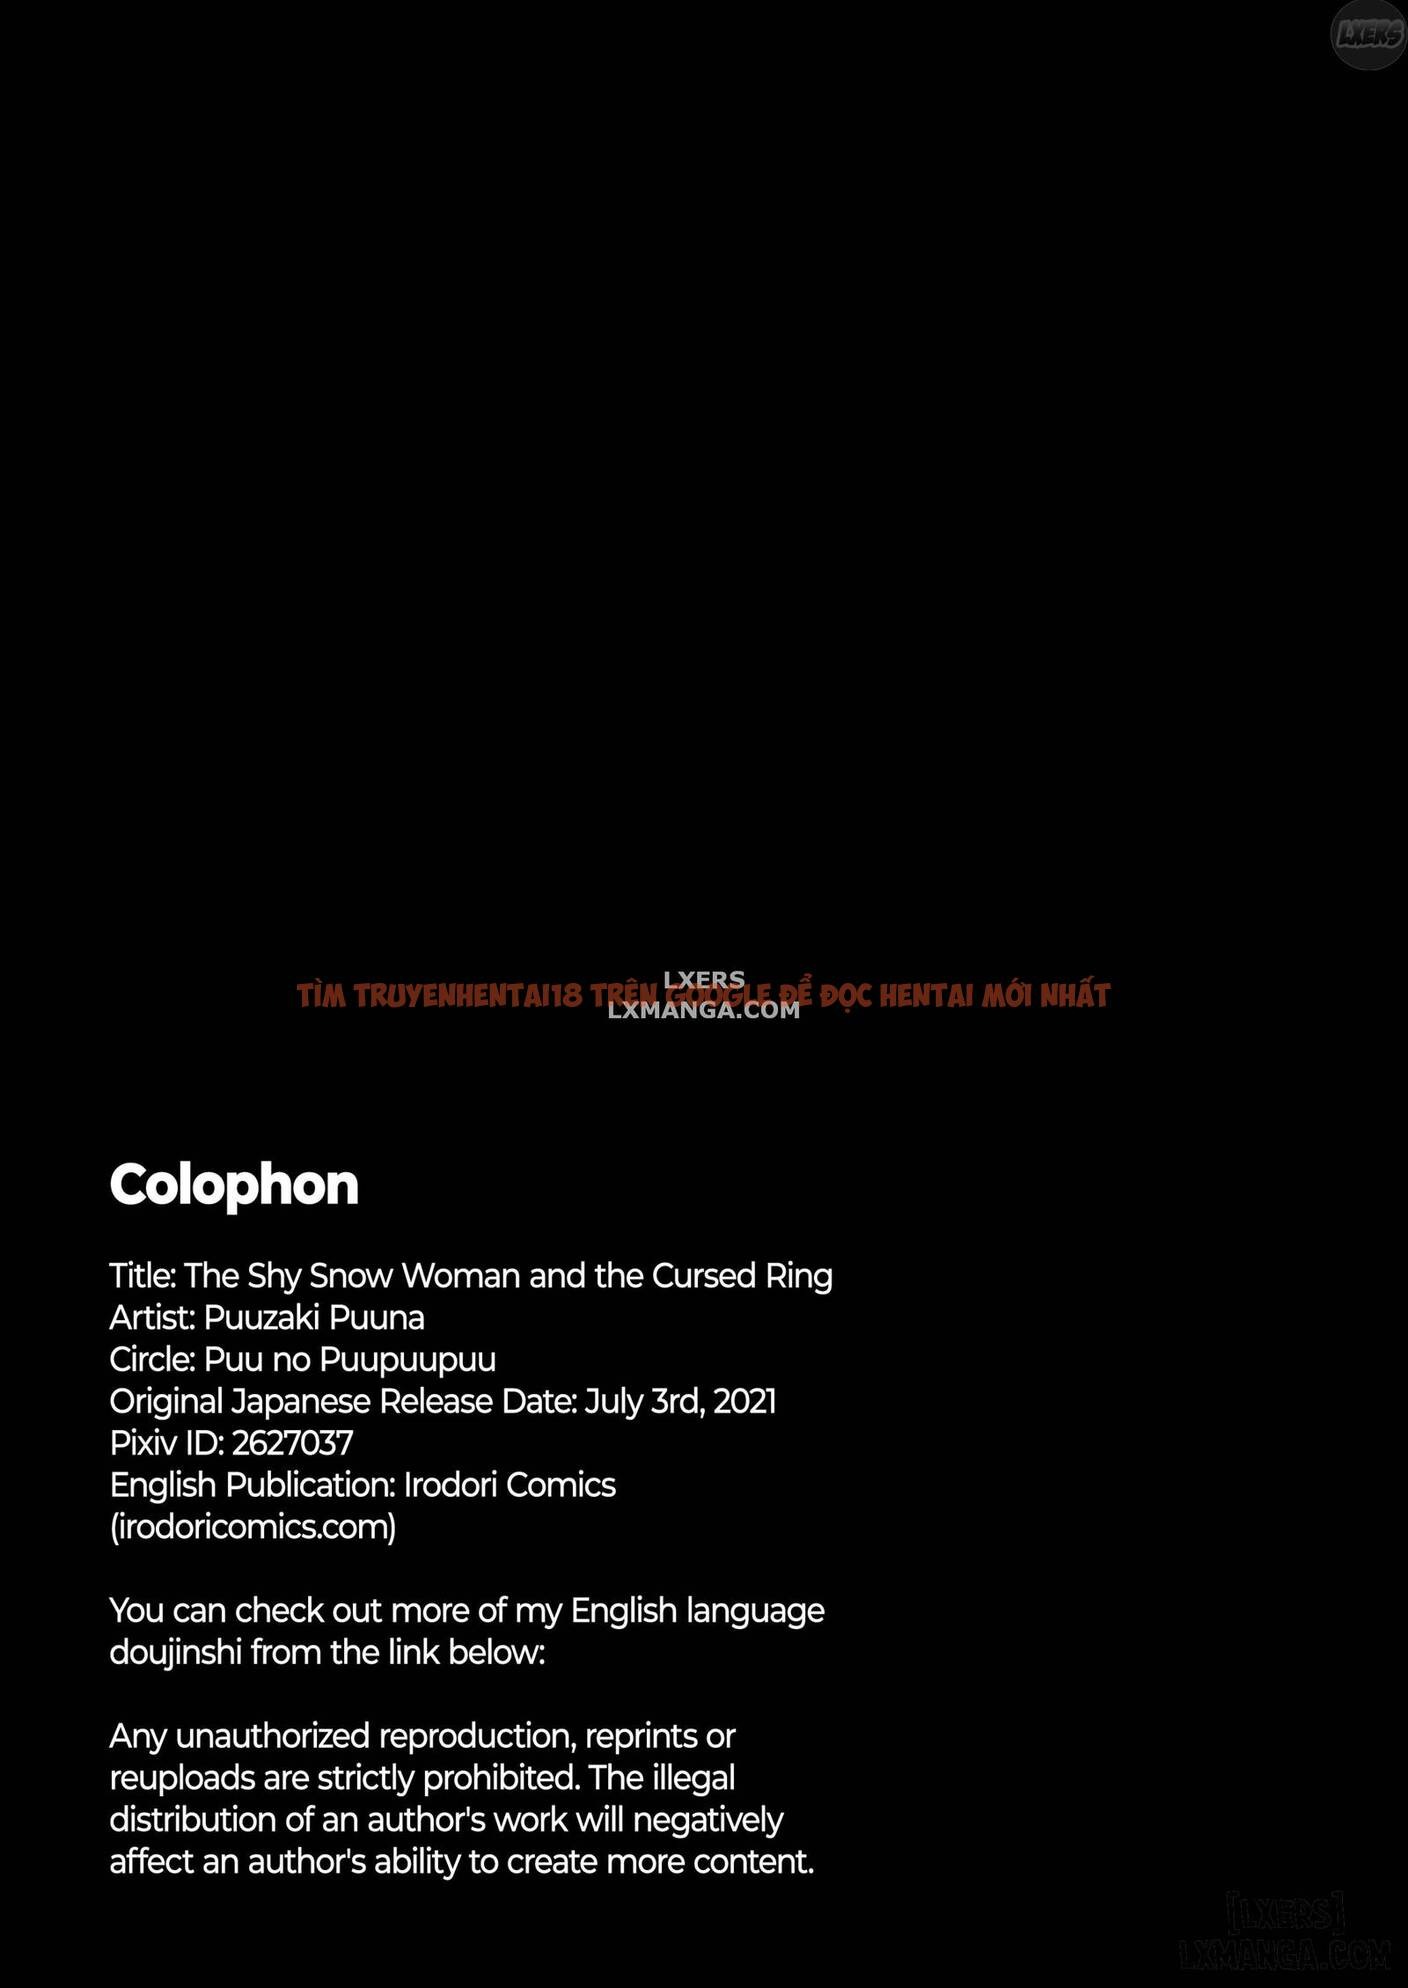 LXERS
LXERS
TÌM TRUYENHENTAI18 TRÊN GOOGLE ĐỂ ĐỌC HENTAI MỚI NHẤT
LXMANGA.COM
Colophon
Title: The Shy Snow Woman and the Cursed Ring
Artist: Puuzaki Puuna
Circle: Puu no Puupuupuu
Original Japanese Release Date: July 3rd, 2021
Pixiv ID: 2627037
English Publication: Irodori Comics
(irodoricomics.com)
You can check out more of my English language
doujinshi from the link below:
Any unauthorized reproduction, reprints or
reuploads are strictly prohibited. The illegal
distribution of an author's work will negatively
affect an author's ability to create more content.
[LXERS]
LXMANGA.COM